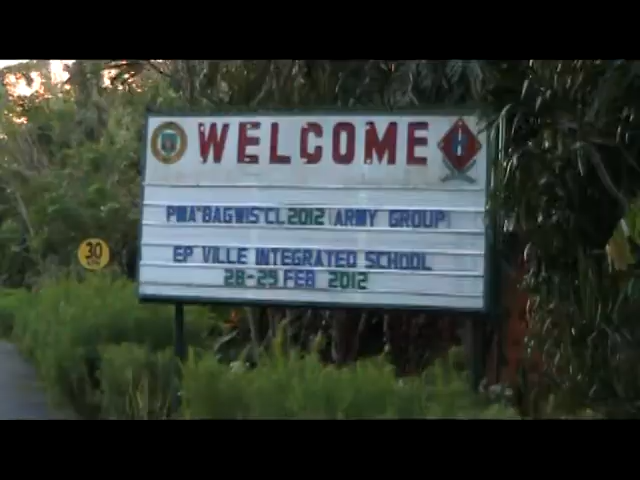 WELCOME
PMA BAGWIS CL 2012 (ARMY GROUP)
EP VILLE INTEGRATED SCHOOL
28-29 FEB 2012
30